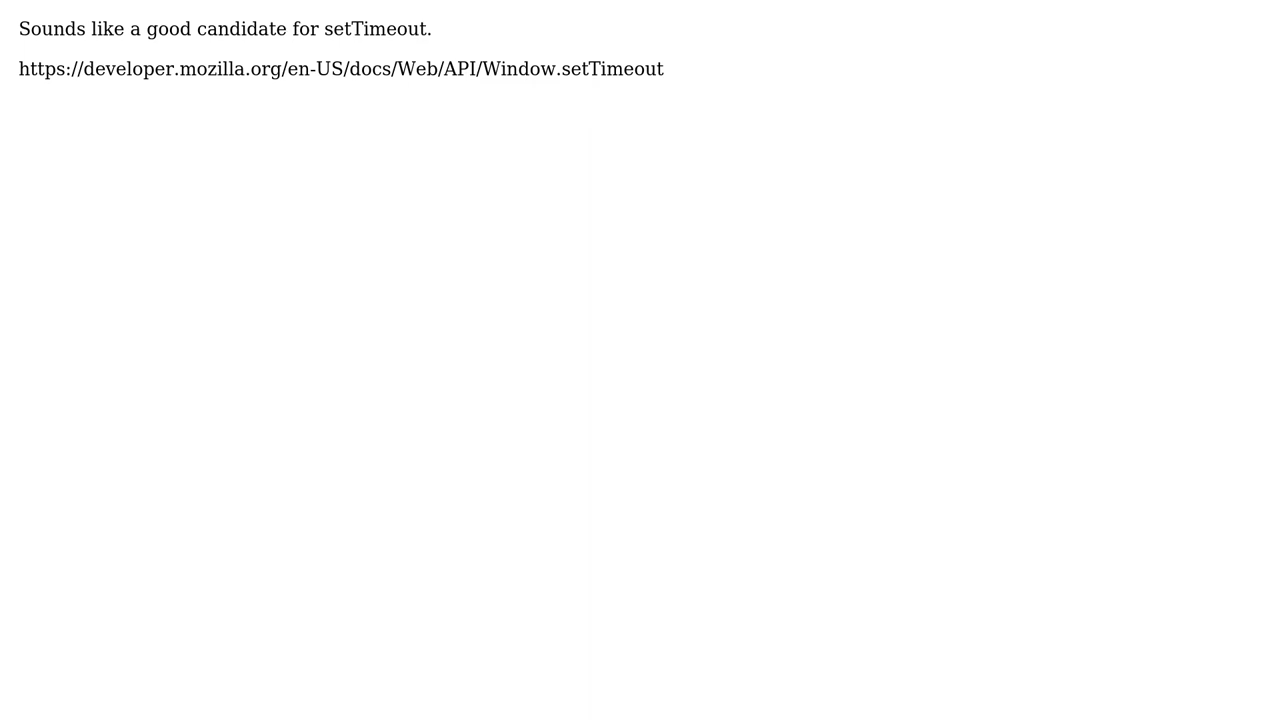 Sounds like a good candidate for setTimeout.
https://developer.mozilla.org/en-US/docs/Web/API/Window.setTimeout